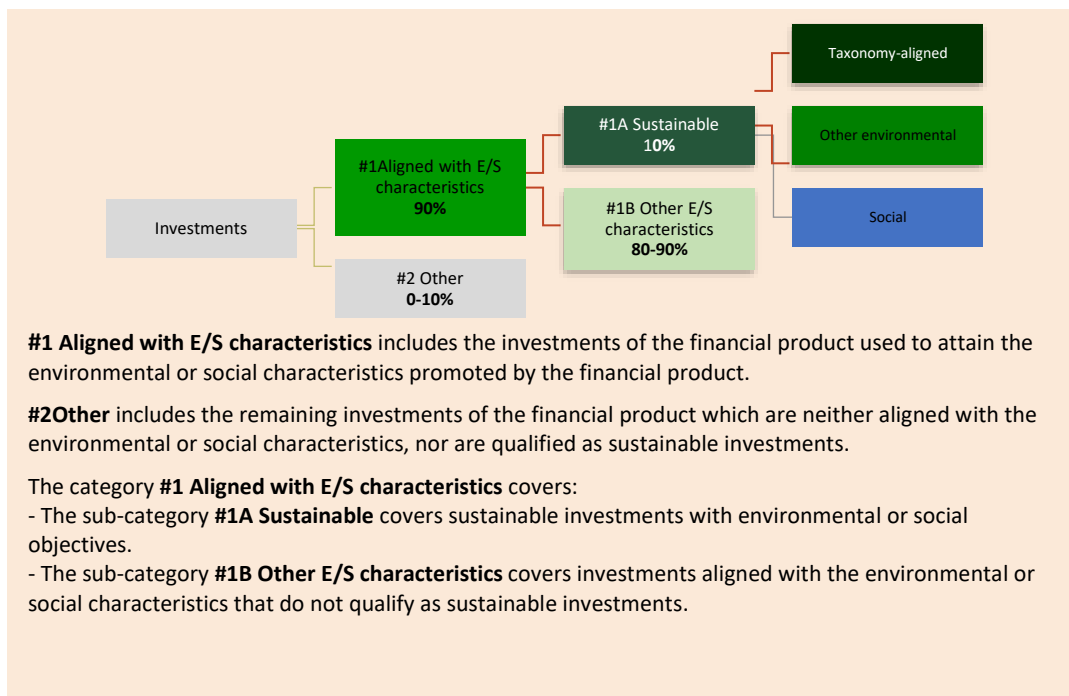 Taxonomy-aligned
#1A Sustainable
10%
Other environmental
#1Aligned with E/S
characteristics
90%
#1B Other E/S
characteristics
80-90%
Social
Investments
#2 Other
0-10%
#1 Aligned with E/S characteristics includes the investments of the financial product used to attain the
environmental or social characteristics promoted by the financial product.
#2Other includes the remaining investments of the financial product which are neither aligned with the
environmental or social characteristics, nor are qualified as sustainable investments.
The category #1 Aligned with E/S characteristics covers:
- The sub-category #1A Sustainable covers sustainable investments with environmental or social
objectives.
- The sub-category #1B Other E/S characteristics covers investments aligned with the environmental or
social characteristics that do not qualify as sustainable investments.